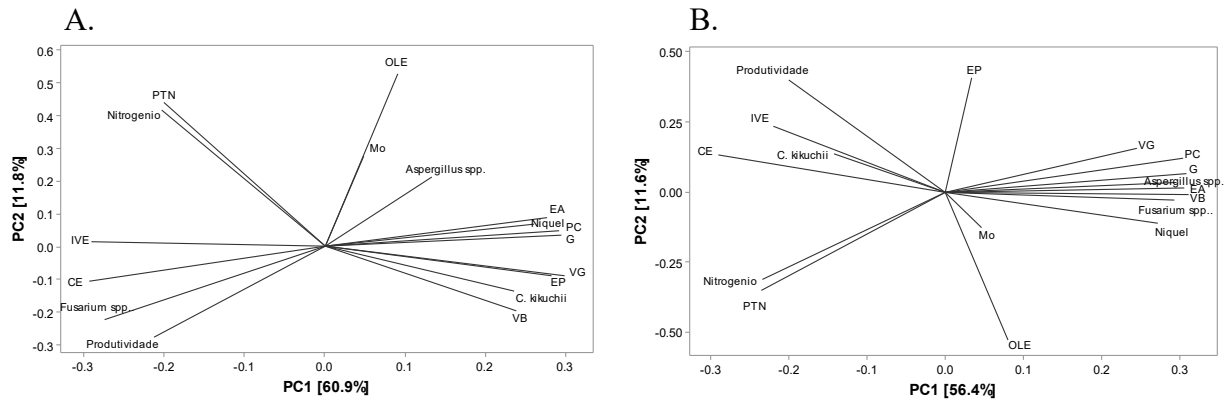 A.
0.6
0.5
0.4
0.3
0.2
0.1
0.0
-0.1
-0.2
-0.3
PC2 [11.8%]
OLE
PTN
Nitrogenio
Mo
Aspergillus spp.
EA
Niquel
PC
G
IVE
CE
VG
EP
C. kikuchii
VB
Fusarium spp..
Produtividade
-0.3 -0.2 -0.1 0.0 0.1 0.2 0.3
PC1 [60.9%]
B.
0.50
0.25
0.00
-0.25
-0.50
PC2 [11.6%]
Produtividade
EP
IVE
C. kikuchii
CE
VG
PC
G
Aspergillus spp.
EA
VB
Fusarium spp..
Niquel
Mo
Nitrogenio
PTN
OLE
-0.3 -0.2 -0.1 0.0 0.1 0.2 0.3
PC1 [56.4%]